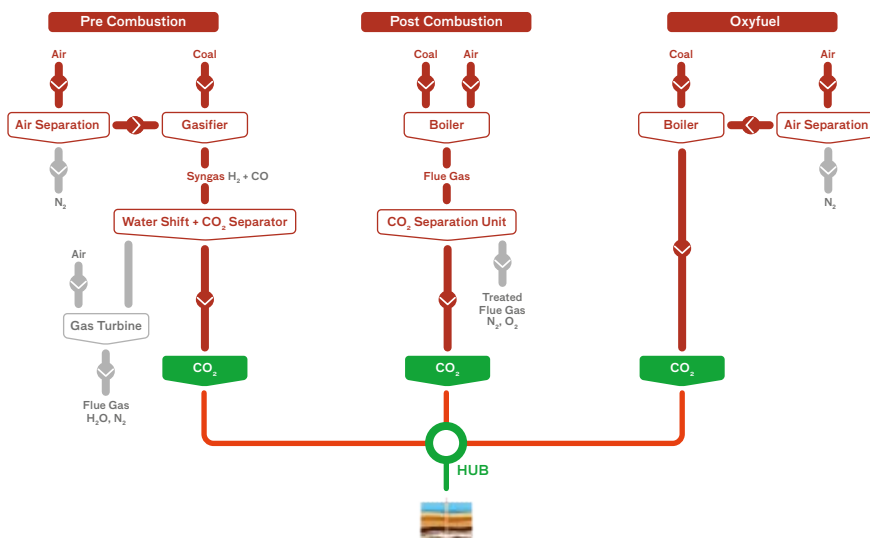 Pre Combustion
Post Combustion
Oxyfuel
Air
Coal
Coal
Air
Coal
Air
Air Separation
Gasifier
Boiler
Boiler
Air Separation
Syngas H₂ + CO
Flue Gas
N₂
N₂
Water Shift + CO₂ Separator
CO₂ Separation Unit
Air
Treated
Flue Gas
N₂, O₂
Gas Turbine
CO₂
CO₂
CO₂
Flue Gas
H₂O, N₂
HUB